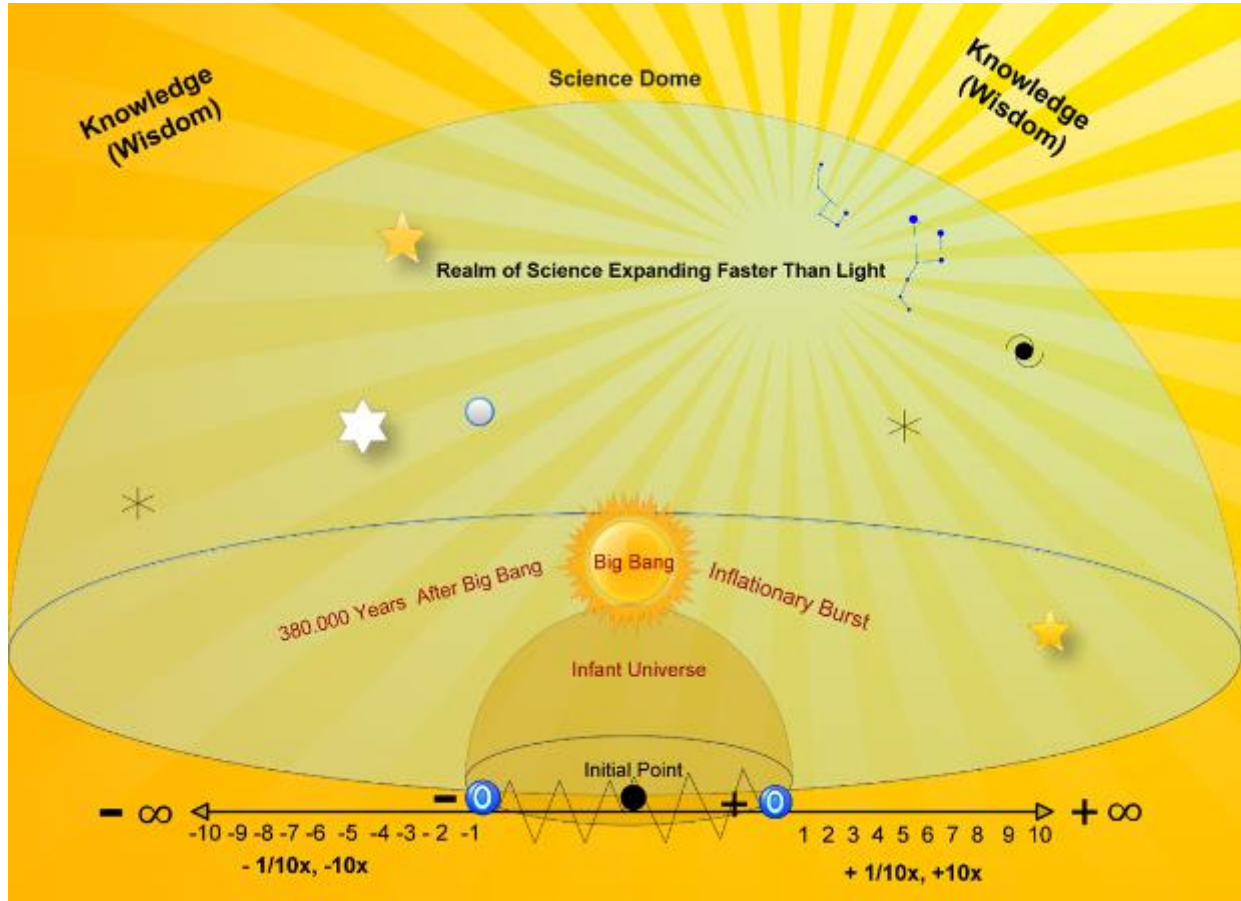 Science Dome
Knowledge
(Wisdom)
Knowledge
(Wisdom)
Realm of Science Expanding Faster Than Light
Big Bang
380.000 Years After Big Bang
Inflationary Burst
Infant Universe
Initial Point
- 0 + 0
- ∞ + ∞
-10 -9 -8 -7 -6 -5 -4 -3 - 2 -1 1 2 3 4 5 6 7 8 9 10
- 1/10x, -10x
+ 1/10x, +10x